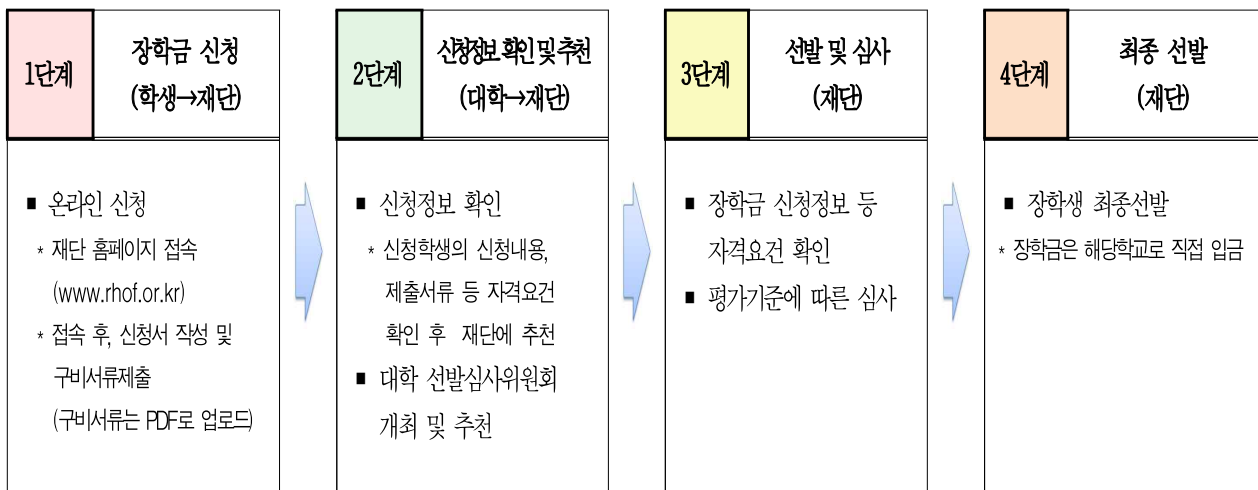 1단계
장학금 신청
(학생→재단)
■ 온라인 신청
* 재단 홈페이지 접속
(www.rhof.or.kr)
* 접속 후, 신청서 작성 및
구비서류제출
(구비서류는 PDF로 업로드)
2단계
신청정보 확인 및 추천
(대학→재단)
■ 신청정보 확인
* 신청학생의 신청내용,
제출서류 등 자격요건
확인 후 재단에 추천
■ 대학 선발심사위원회
개최 및 추천
3단계
선발 및 심사
(재단)
■ 장학금 신청정보 등
자격요건 확인
■ 평가기준에 따른 심사
4단계
최종 선발
(재단)
■ 장학생 최종선발
* 장학금은 해당학교로 직접 입금